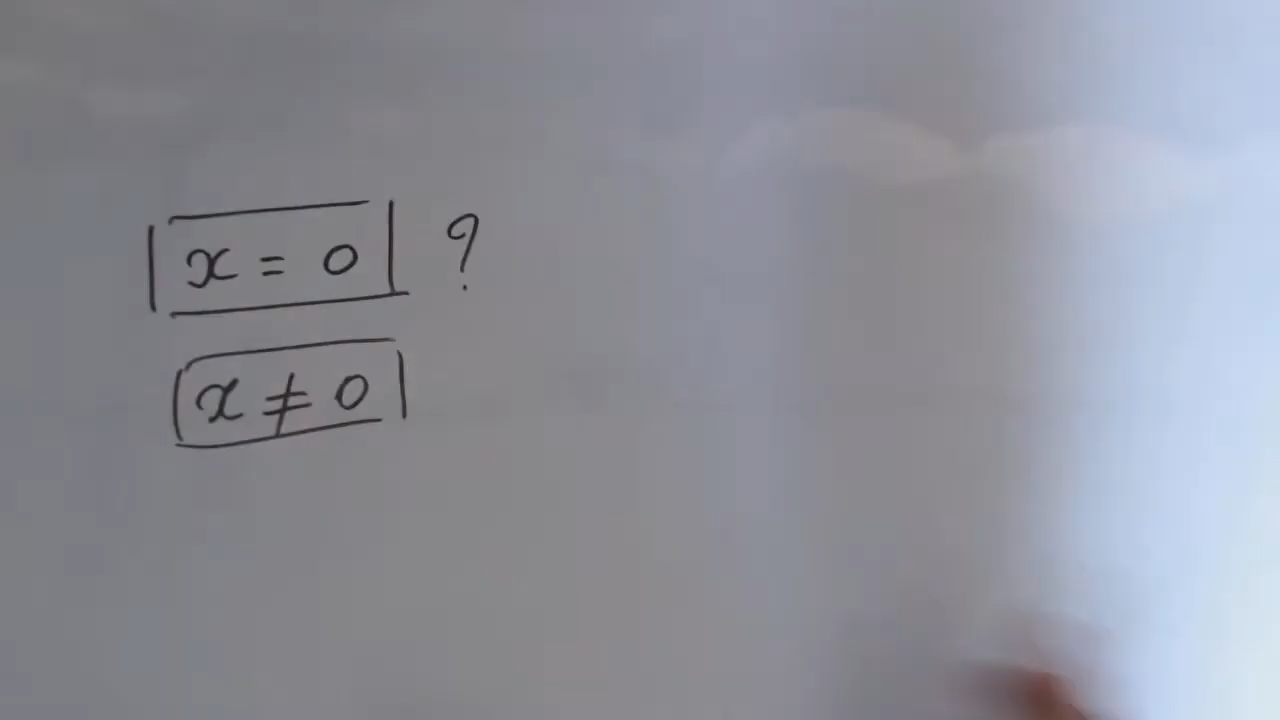 x = 0 ?
x ≠ 0